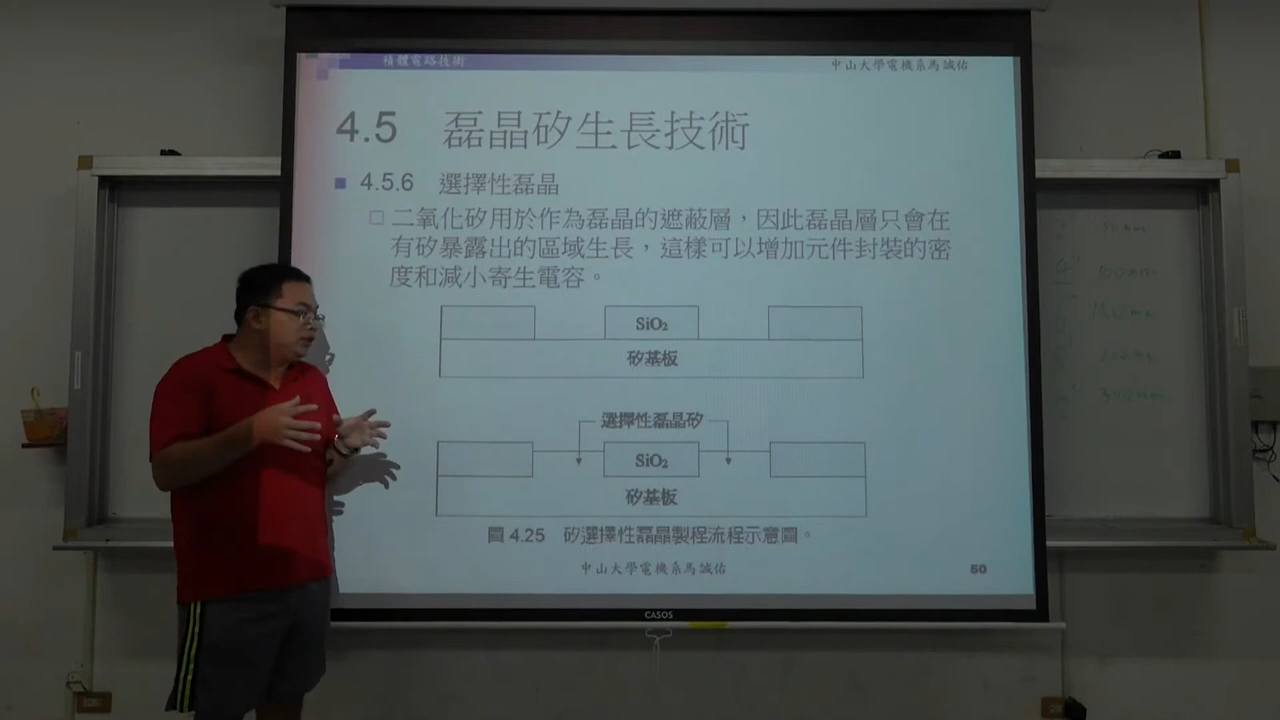 積體電路技術
中山大學電機系馬誠佑
4.5 磊晶矽生長技術
4.5.6 選擇性磊晶
二氧化矽用於作為磊晶的遮蔽層，因此磊晶層只會在
有矽暴露出的區域生長，這樣可以增加元件封裝的密
度和減小寄生電容。
SiO₂
矽基板
選擇性磊晶矽
SiO₂
矽基板
圖 4.25 矽選擇性磊晶製程流程示意圖。
中山大學電機系馬誠佑
50
CASOS